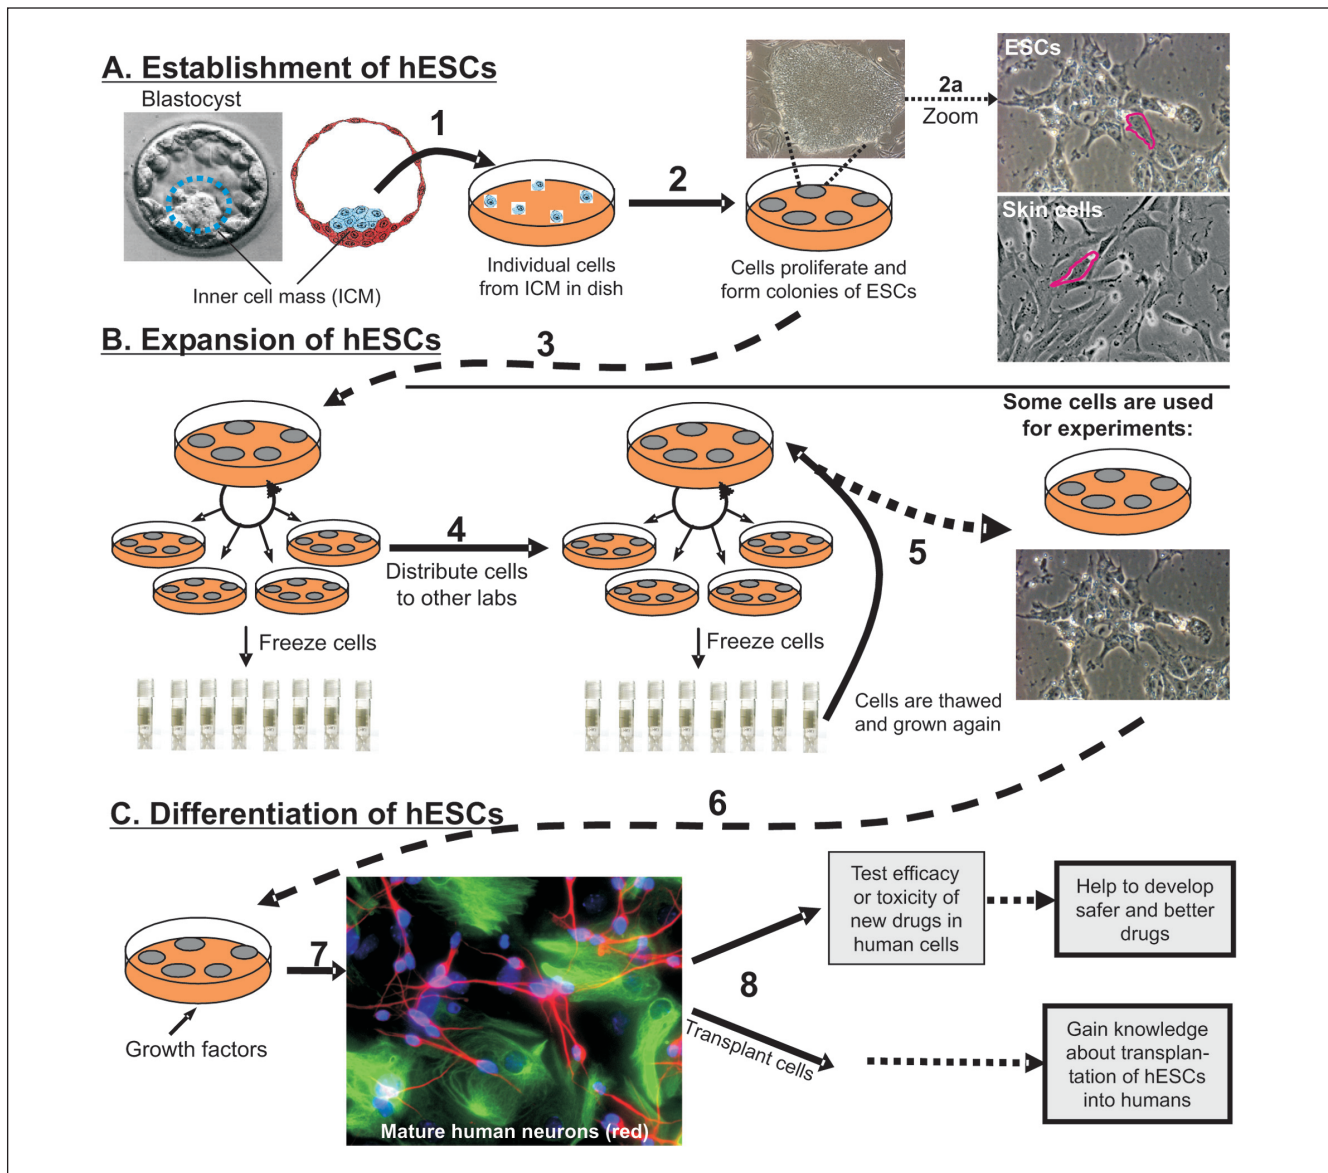 A. Establishment of hESCs
Blastocyst
1
Individual cells
from ICM in dish
Inner cell mass (ICM)
2
Cells proliferate and
form colonies of ESCs
2a
Zoom
ESCs
Skin cells
B. Expansion of hESCs
3
4
Distribute cells
to other labs
Freeze cells
Freeze cells
5
Cells are thawed
and grown again
Some cells are used
for experiments:
6
C. Differentiation of hESCs
Growth factors
7
Mature human neurons (red)
8
Transplant cells
Test efficacy
or toxicity of
new drugs in
human cells
Help to develop
safer and better
drugs
Gain knowledge
about transplan-
tation of hESCs
into humans